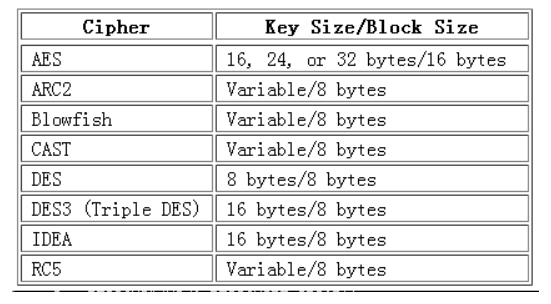 Cipher Key Size/Block Size
AES 16, 24, or 32 bytes/16 bytes
ARC2 Variable/8 bytes
Blowfish Variable/8 bytes
CAST Variable/8 bytes
DES 8 bytes/8 bytes
DES3 (Triple DES) 16 bytes/8 bytes
IDEA 16 bytes/8 bytes
RC5 Variable/8 bytes